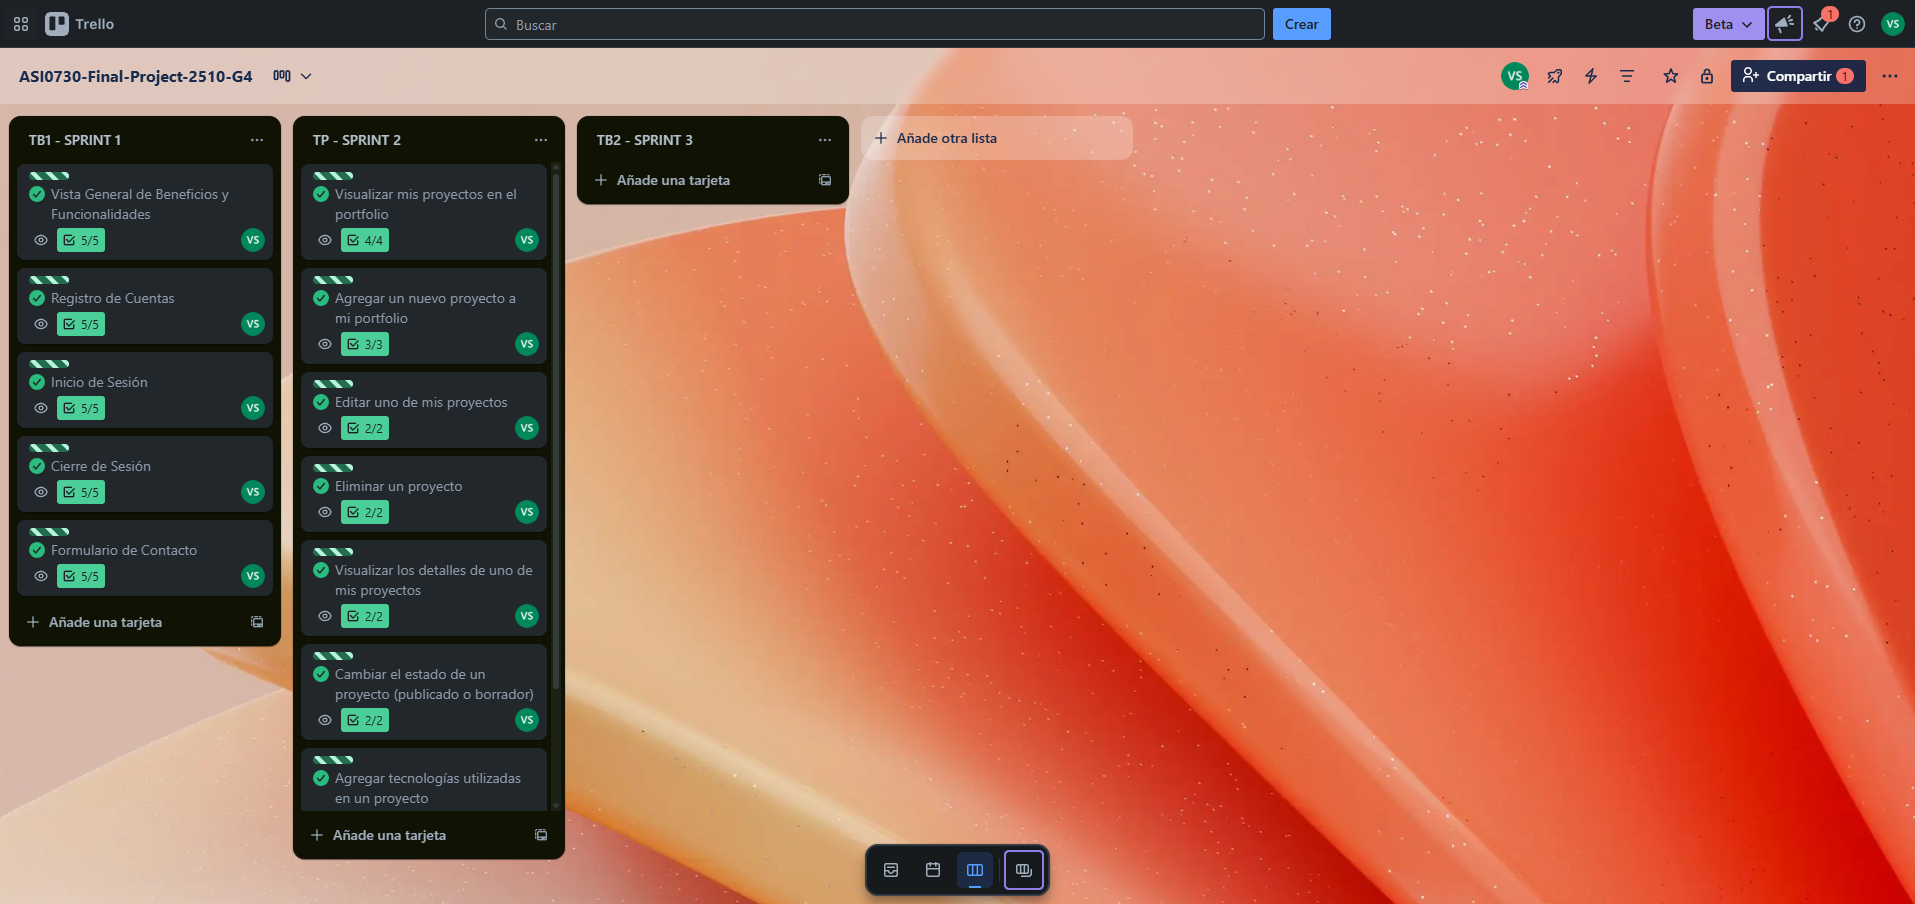 Trello
Buscar
Crear
Beta
1
VS
ASI0730-Final-Project-2510-G4
VS
Compartir 1
TB1 - SPRINT 1
Vista General de Beneficios y
Funcionalidades
5/5
VS
Registro de Cuentas
5/5
VS
Inicio de Sesión
5/5
VS
Cierre de Sesión
5/5
VS
Formulario de Contacto
5/5
VS
Añade una tarjeta
TP - SPRINT 2
Visualizar mis proyectos en el
portfolio
4/4
VS
Agregar un nuevo proyecto a
mi portfolio
3/3
VS
Editar uno de mis proyectos
2/2
VS
Eliminar un proyecto
2/2
VS
Visualizar los detalles de uno de
mis proyectos
2/2
VS
Cambiar el estado de un
proyecto (publicado o borrador)
2/2
VS
Agregar tecnologías utilizadas
en un proyecto
Añade una tarjeta
TB2 - SPRINT 3
Añade una tarjeta
Añade otra lista